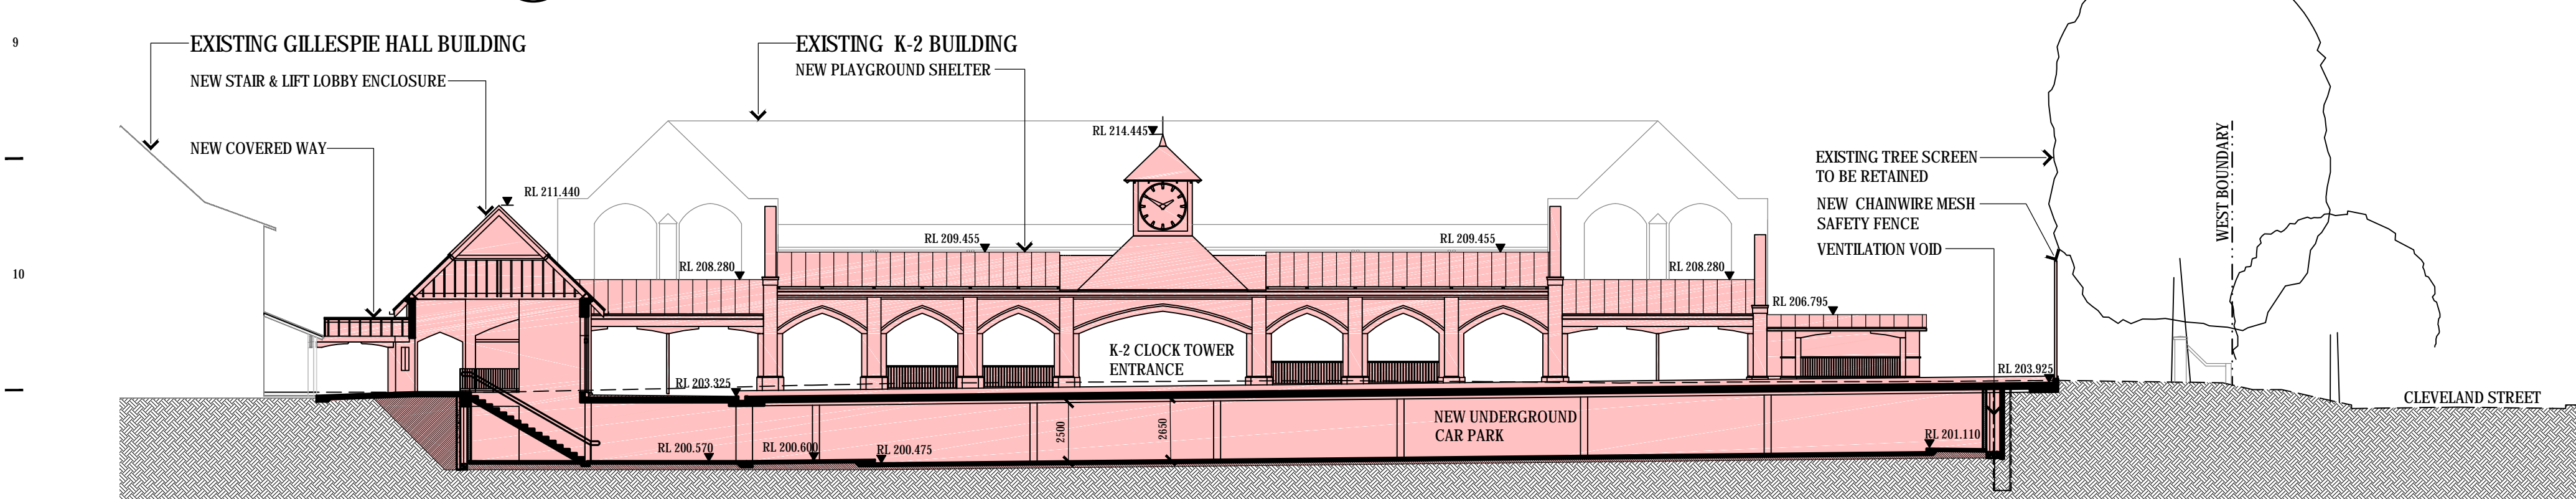 9
EXISTING GILLESPIE HALL BUILDING
EXISTING K-2 BUILDING
NEW PLAYGROUND SHELTER
NEW STAIR & LIFT LOBBY ENCLOSURE
RL 214.445
NEW COVERED WAY
WEST BOUNDARY
EXISTING TREE SCREEN
TO BE RETAINED
RL 211.440
NEW CHAINWIRE MESH
SAFETY FENCE
RL 209.455
RL 209.455
VENTILATION VOID
10
RL 208.280
RL 208.280
RL 206.795
K-2 CLOCK TOWER
ENTRANCE
RL 203.925
RL 203.325
CLEVELAND STREET
NEW UNDERGROUND
CAR PARK
2500
2650
RL 201.110
RL 200.570
RL 200.600
RL 200.475